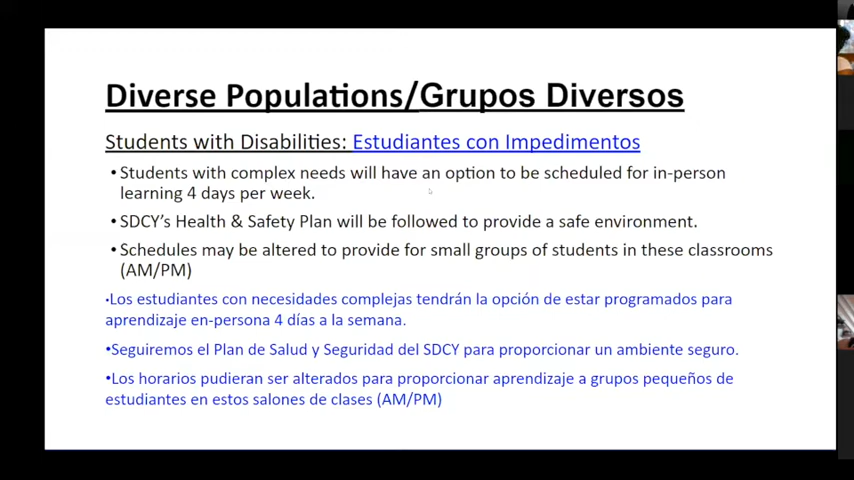 Diverse Populations/Grupos Diversos
Students with Disabilities: Estudiantes con Impedimentos
•Students with complex needs will have an option to be scheduled for in-person
learning 4 days per week.
•SDCY's Health & Safety Plan will be followed to provide a safe environment.
•Schedules may be altered to provide for small groups of students in these classrooms
(AM/PM)
•Los estudiantes con necesidades complejas tendrán la opción de estar programados para
aprendizaje en-persona 4 días a la semana.
•Seguiremos el Plan de Salud y Seguridad del SDCY para proporcionar un ambiente seguro.
•Los horarios pudieran ser alterados para proporcionar aprendizaje a grupos pequeños de
estudiantes en estos salones de clases (AM/PM)